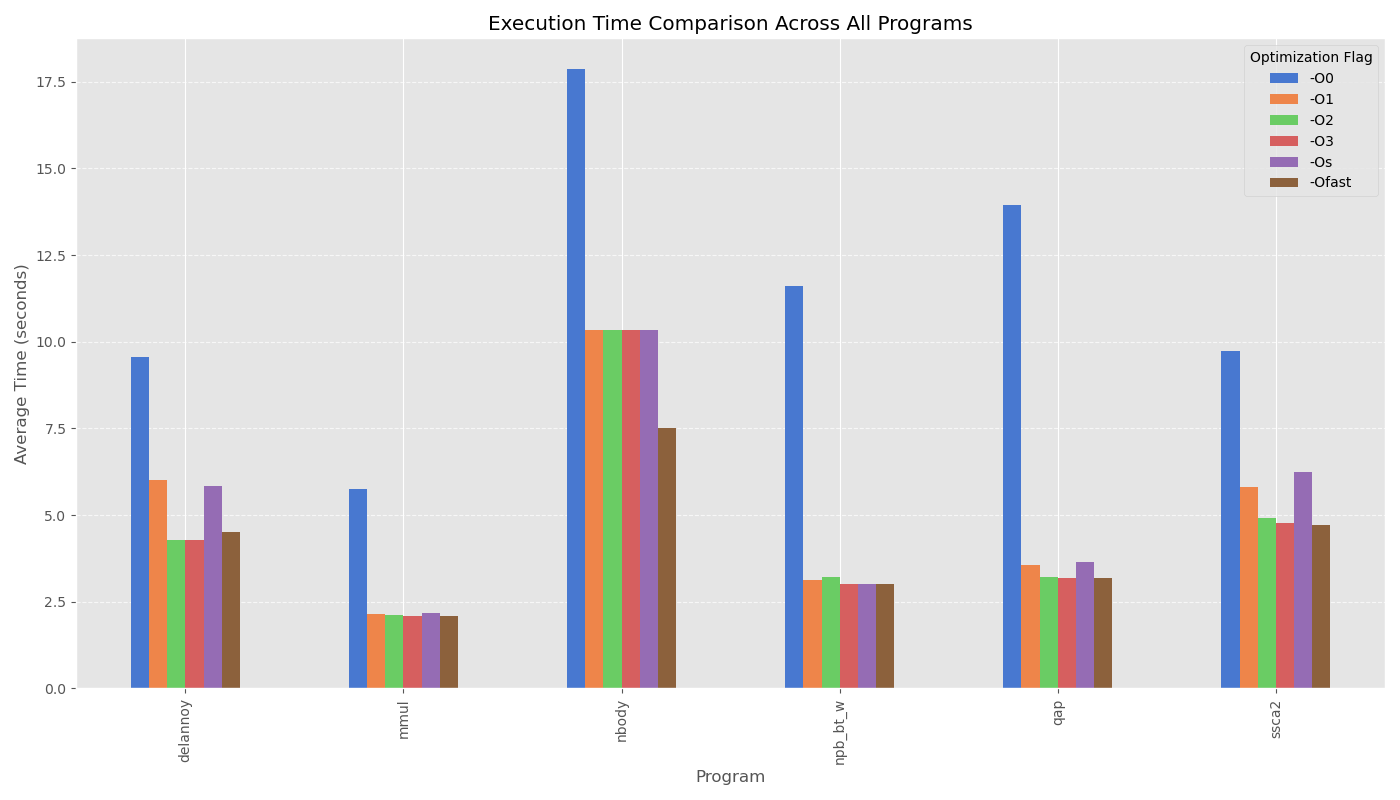 Execution Time Comparison Across All Programs
Optimization Flag
-O0
-O1
-O2
-O3
-Os
-Ofast
Average Time (seconds)
17.5
15.0
12.5
10.0
7.5
5.0
2.5
0.0
delannoy
mmul
nbody
npb_bt_w
qap
ssca2
Program